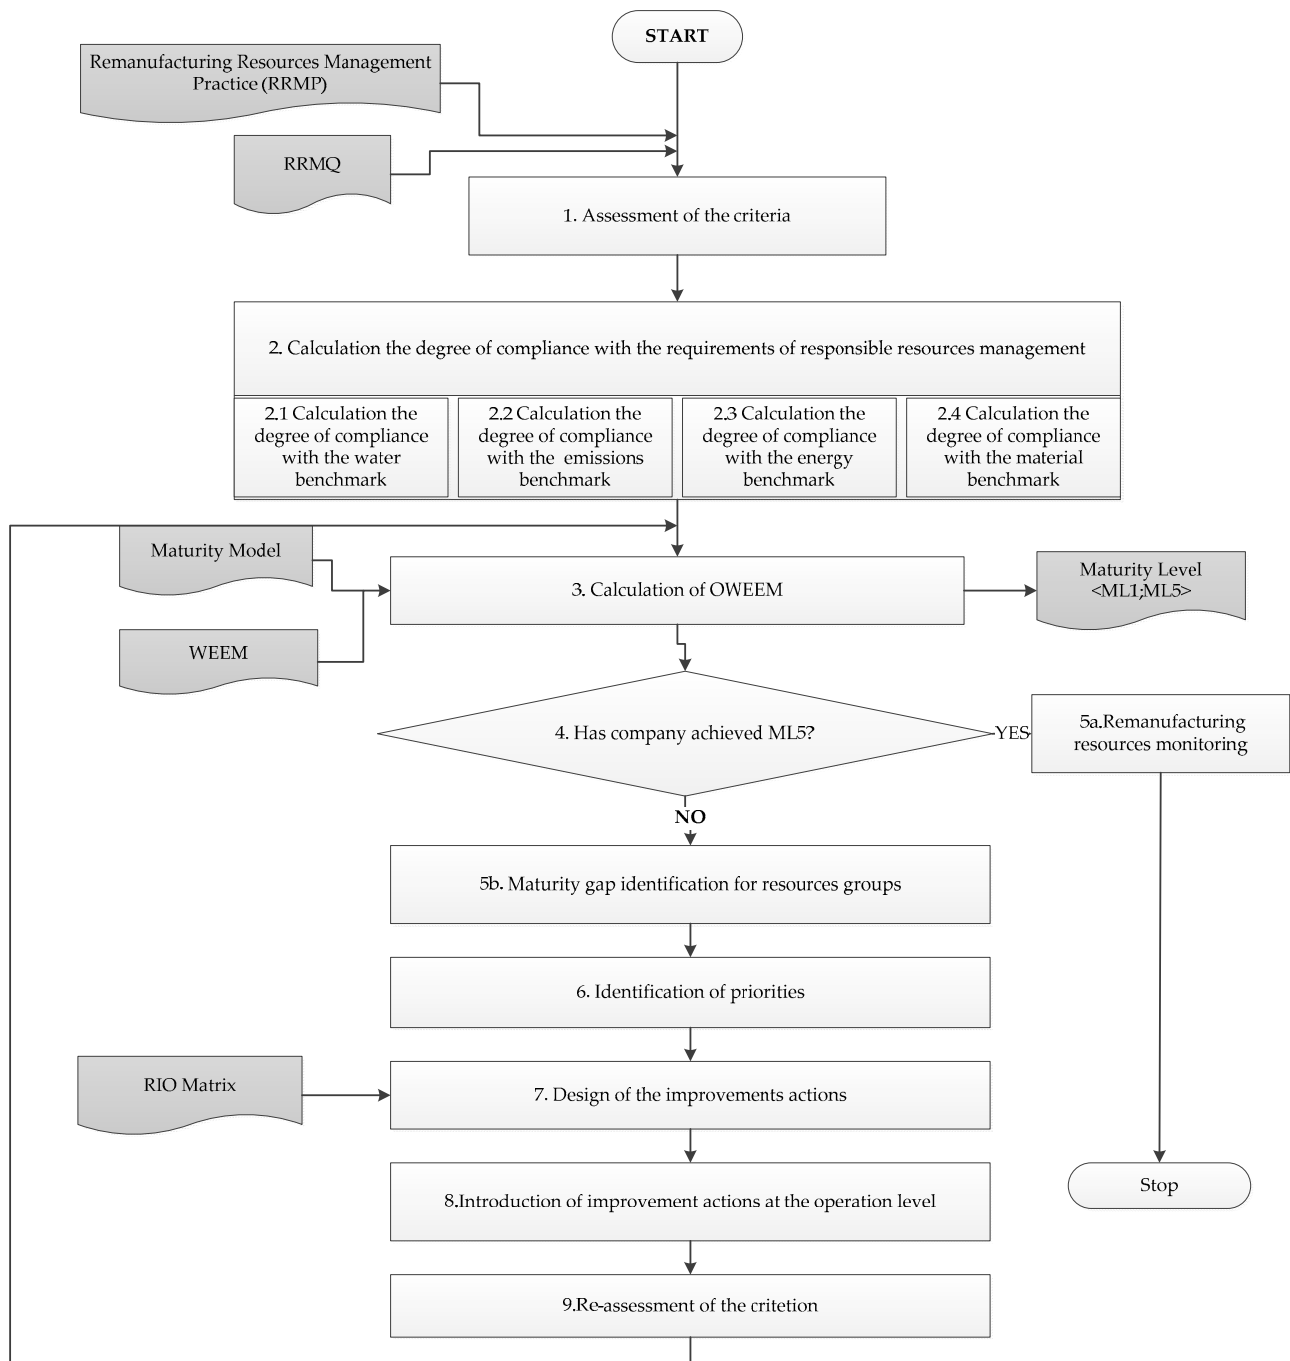 START
Remanufacturing Resources Management
Practice (RRMP)
RRMQ
1. Assessment of the criteria
2. Calculation the degree of compliance with the requirements of responsible resources management
2.1 Calculation the
degree of compliance
with the water
benchmark
2.2 Calculation the
degree of compliance
with the emissions
benchmark
2.3 Calculation the
degree of compliance
with the energy
benchmark
2.4 Calculation the
degree of compliance
with the material
benchmark
Maturity Model
WEEM
3. Calculation of OWEEM
Maturity Level
<ML1;ML5>
4. Has company achieved ML5?
YES
5a.Remanufacturing
resources monitoring
NO
5b. Maturity gap identification for resources groups
6. Identification of priorities
RIO Matrix
7. Design of the improvements actions
8.Introduction of improvement actions at the operation level
Stop
9.Re-assessment of the critetion